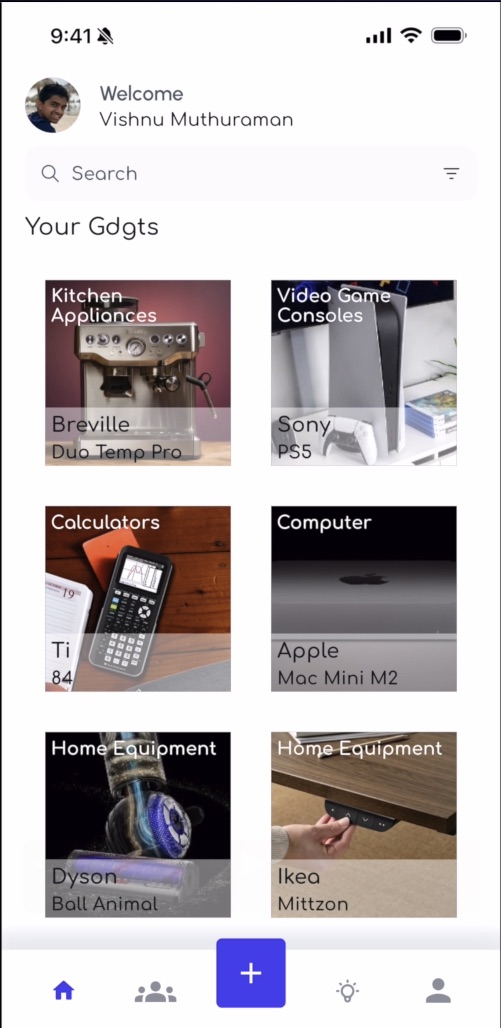 9:41
Welcome
Vishnu Muthuraman
Search
Your Gdgts
Kitchen
Appliances
Breville
Duo Temp Pro
Video Game
Consoles
Sony
PS5
Calculators
19
Ti
84
Computer
Apple
Mac Mini M2
Home Equipment
Dyson
Ball Animal
Home Equipment
Ikea
Mittzon